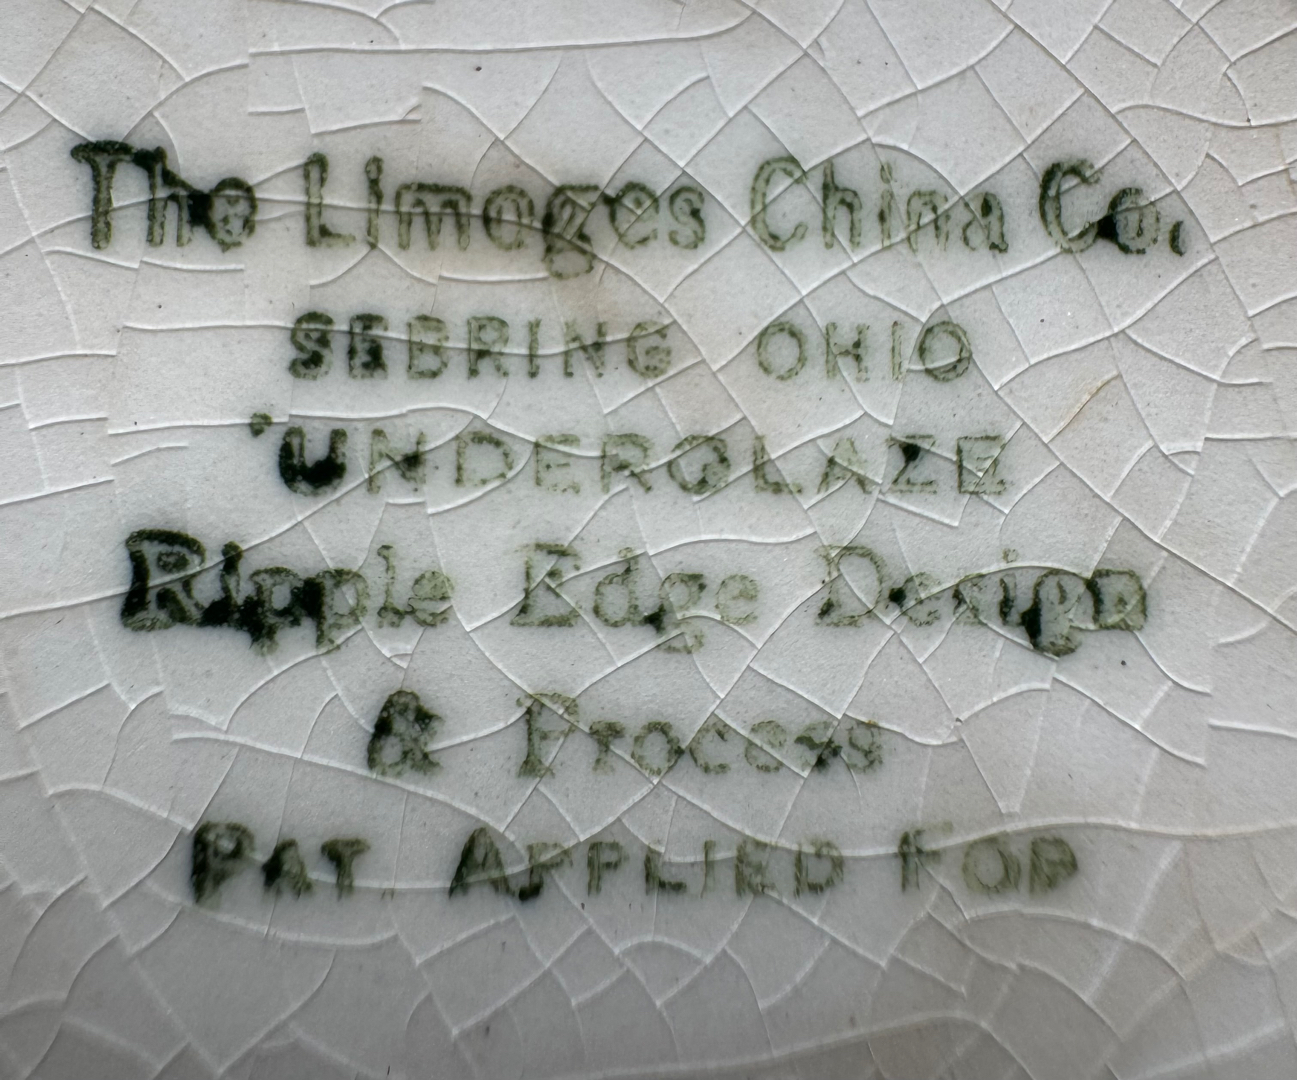 The Limoges China Co.
SEBRING OHIO
UNDERGLAZE
Ripple Edge Design
& Process
PAT APPLIED FOR